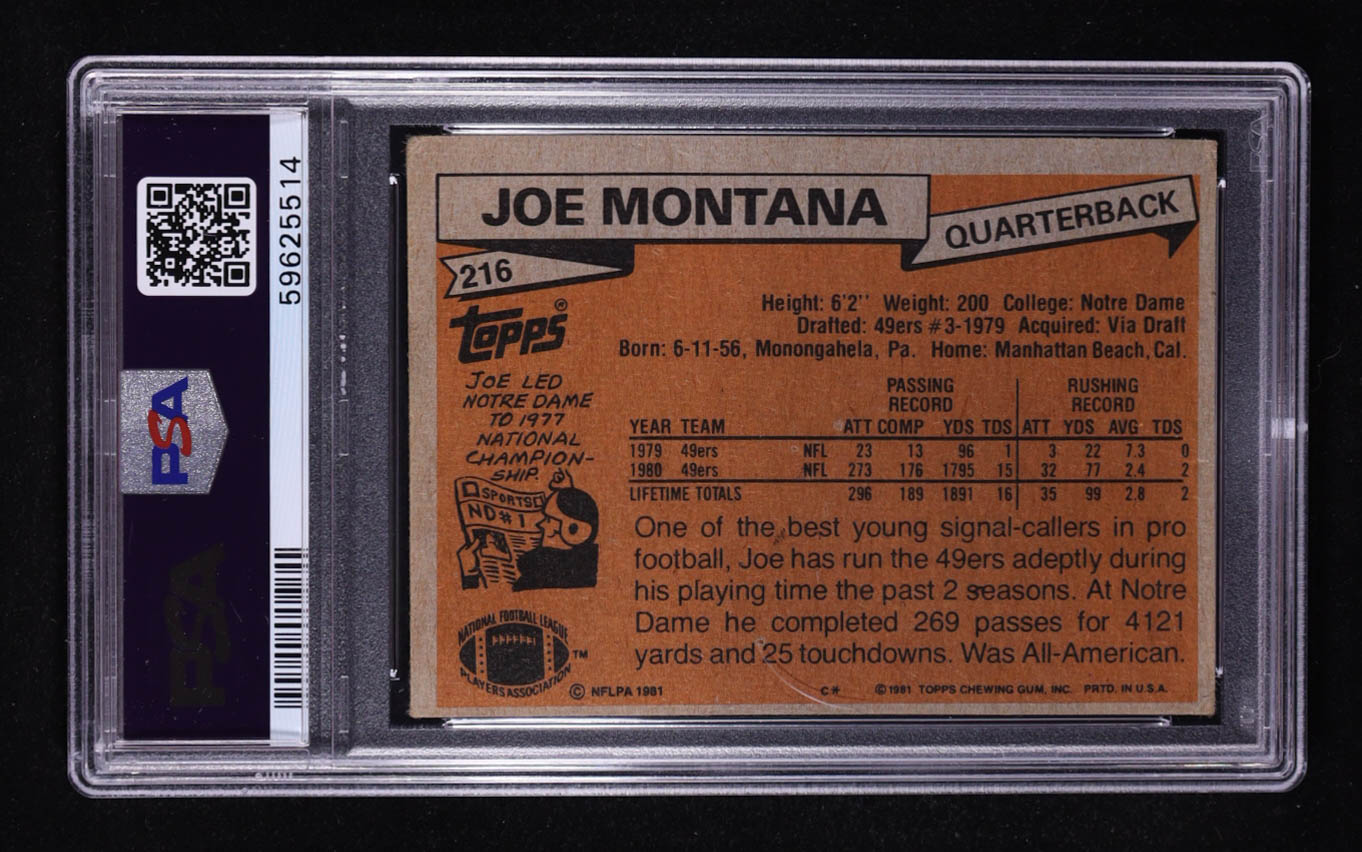 59625514
PSA
PSA
JOE MONTANA
QUARTERBACK
216
topps®
Height: 6'2'' Weight: 200 College: Notre Dame
Drafted: 49ers #3-1979 Acquired: Via Draft
Born: 6-11-56, Monongahela, Pa. Home: Manhattan Beach, Cal.
JOE LED
NOTRE DAME
TO 1977
NATIONAL
CHAMPION-
SHIP.
SPORTS
ND#1
PASSING RUSHING
RECORD RECORD
YEAR TEAM ATT COMP YDS TDS ATT YDS AVG TDS
1979 49ers NFL 23 13 96 1 3 22 7.3 0
1980 49ers NFL 273 176 1795 15 32 77 2.4 2
LIFETIME TOTALS 296 189 1891 16 35 99 2.8 2
One of the best young signal-callers in pro
football, Joe has run the 49ers adeptly during
his playing time the past 2 seasons. At Notre
Dame he completed 269 passes for 4121
yards and 25 touchdowns. Was All-American.
NATIONAL FOOTBALL LEAGUE
PLAYERS ASSOCIATION
TM
© NFLPA 1981
C* © 1981 TOPPS CHEWING GUM, INC. PRTD. IN U.S.A.